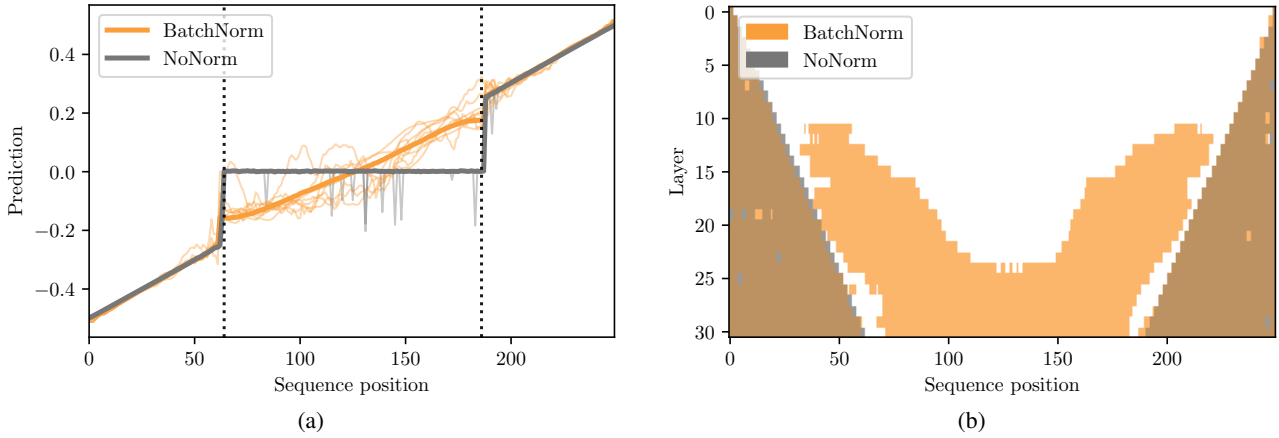 BatchNorm
NoNorm
0.4
0.2
0.0
−0.2
−0.4
Prediction
0
50
100
150
200
Sequence position
(a)
BatchNorm
NoNorm
0
5
10
15
20
25
30
Layer
0
50
100
150
200
Sequence position
(b)